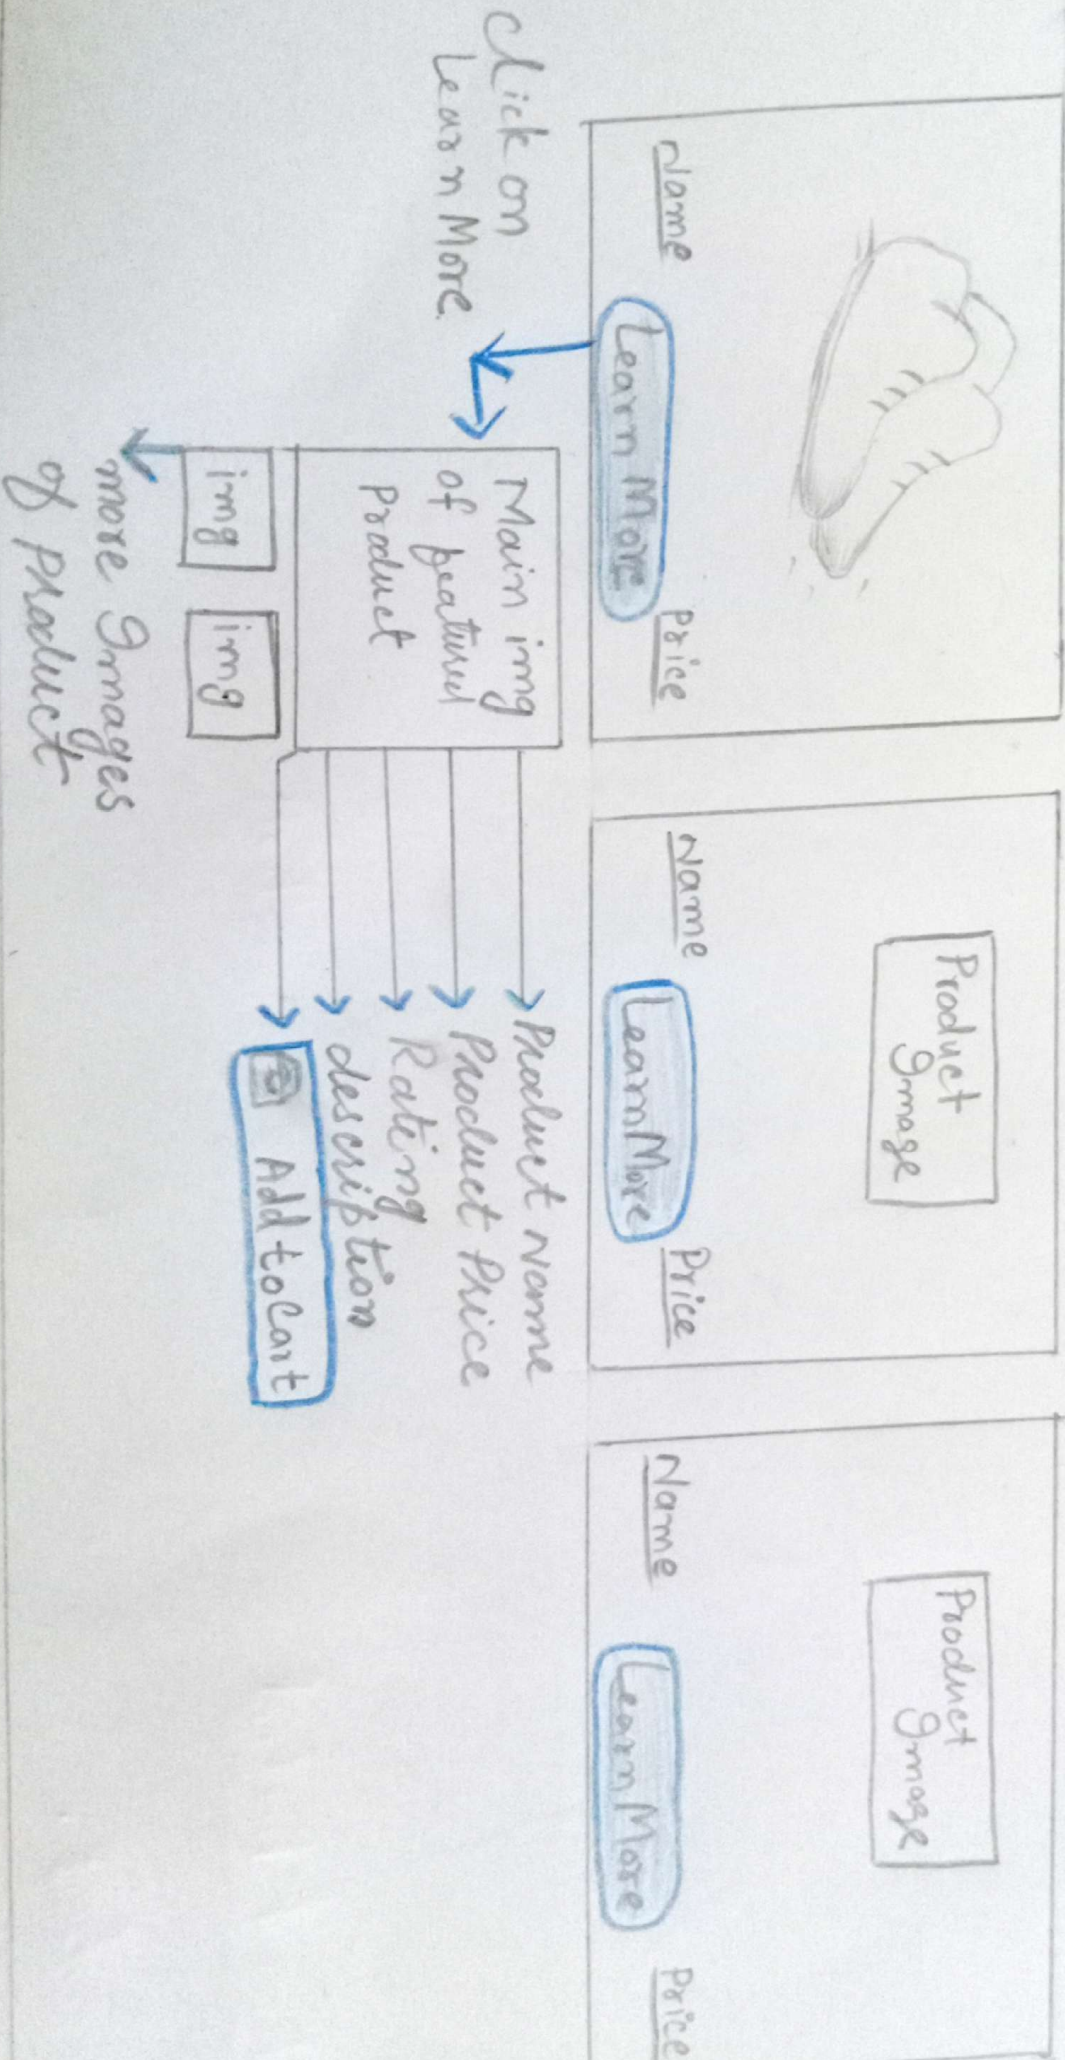 Name
Learn More
Price
Product
Image
Name
Learn More
Price
Product
Image
Name
Learn More
Price
Click on
Learn More
Main img
of featured
Product
img
img
more Images
of Product
Product Name
Product Price
Rating
description
Add to Cart